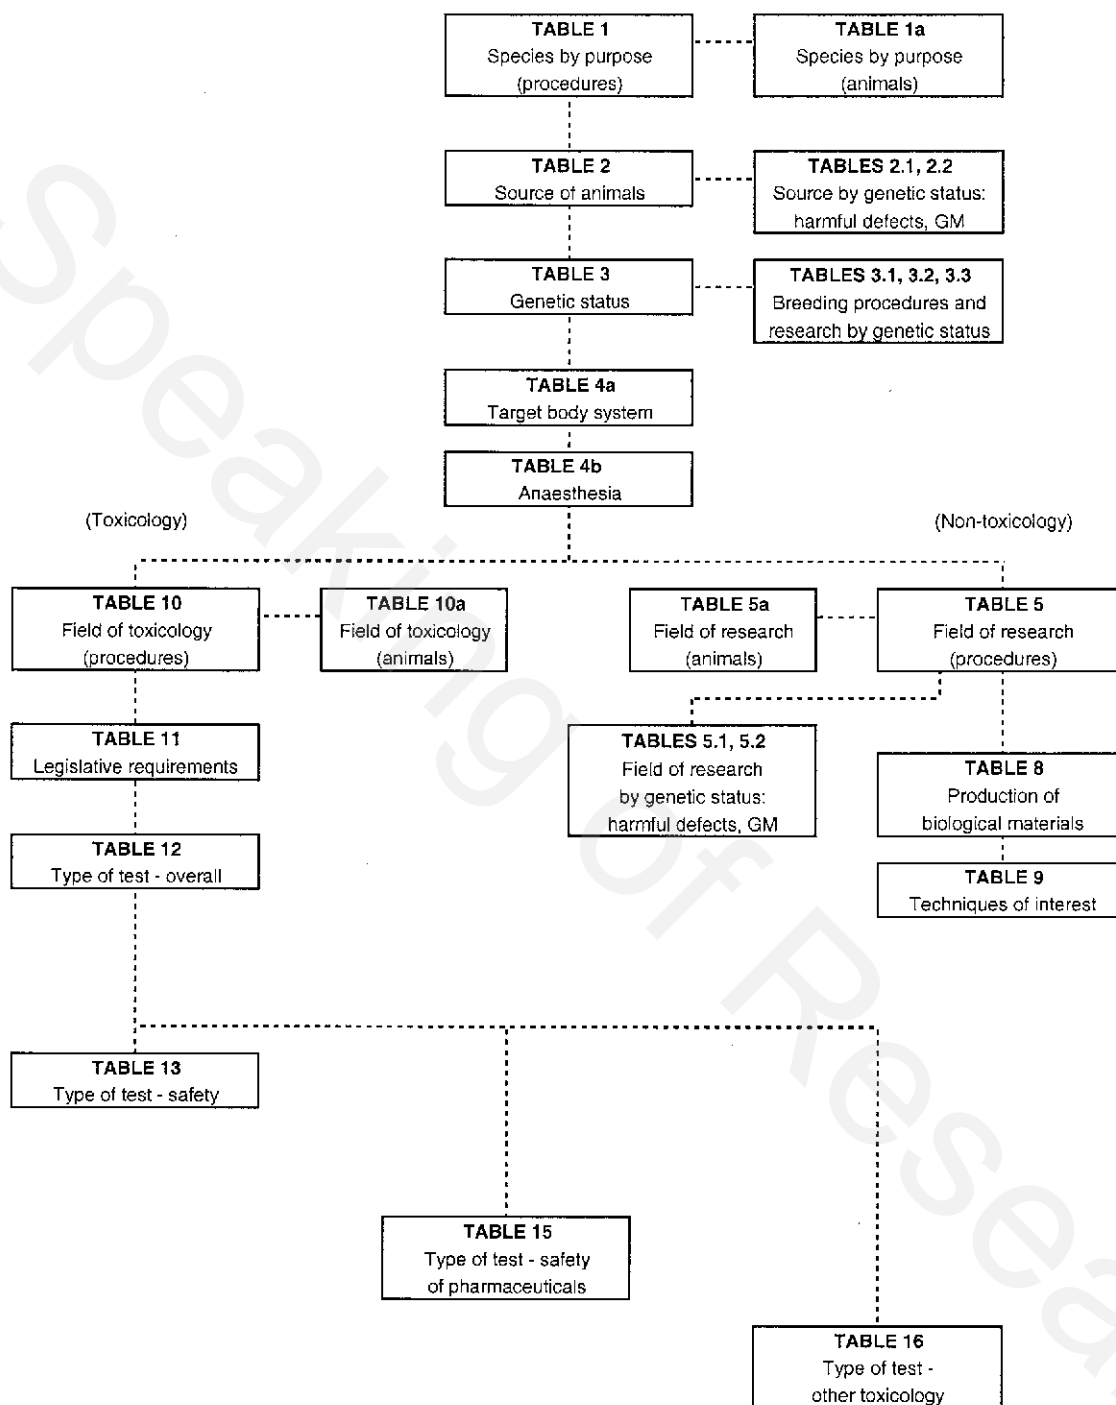 TABLE 1
Species by purpose
(procedures)
TABLE 1a
Species by purpose
(animals)
TABLE 2
Source of animals
TABLES 2.1, 2.2
Source by genetic status:
harmful defects, GM
TABLE 3
Genetic status
TABLES 3.1, 3.2, 3.3
Breeding procedures and
research by genetic status
TABLE 4a
Target body system
TABLE 4b
Anaesthesia
(Toxicology)
(Non-toxicology)
TABLE 10
Field of toxicology
(procedures)
TABLE 10a
Field of toxicology
(animals)
TABLE 5a
Field of research
(animals)
TABLE 5
Field of research
(procedures)
TABLE 11
Legislative requirements
TABLES 5.1, 5.2
Field of research
by genetic status:
harmful defects, GM
TABLE 8
Production of
biological materials
TABLE 12
Type of test - overall
TABLE 9
Techniques of interest
TABLE 13
Type of test - safety
TABLE 15
Type of test - safety
of pharmaceuticals
TABLE 16
Type of test -
other toxicology
Speaking of Resear